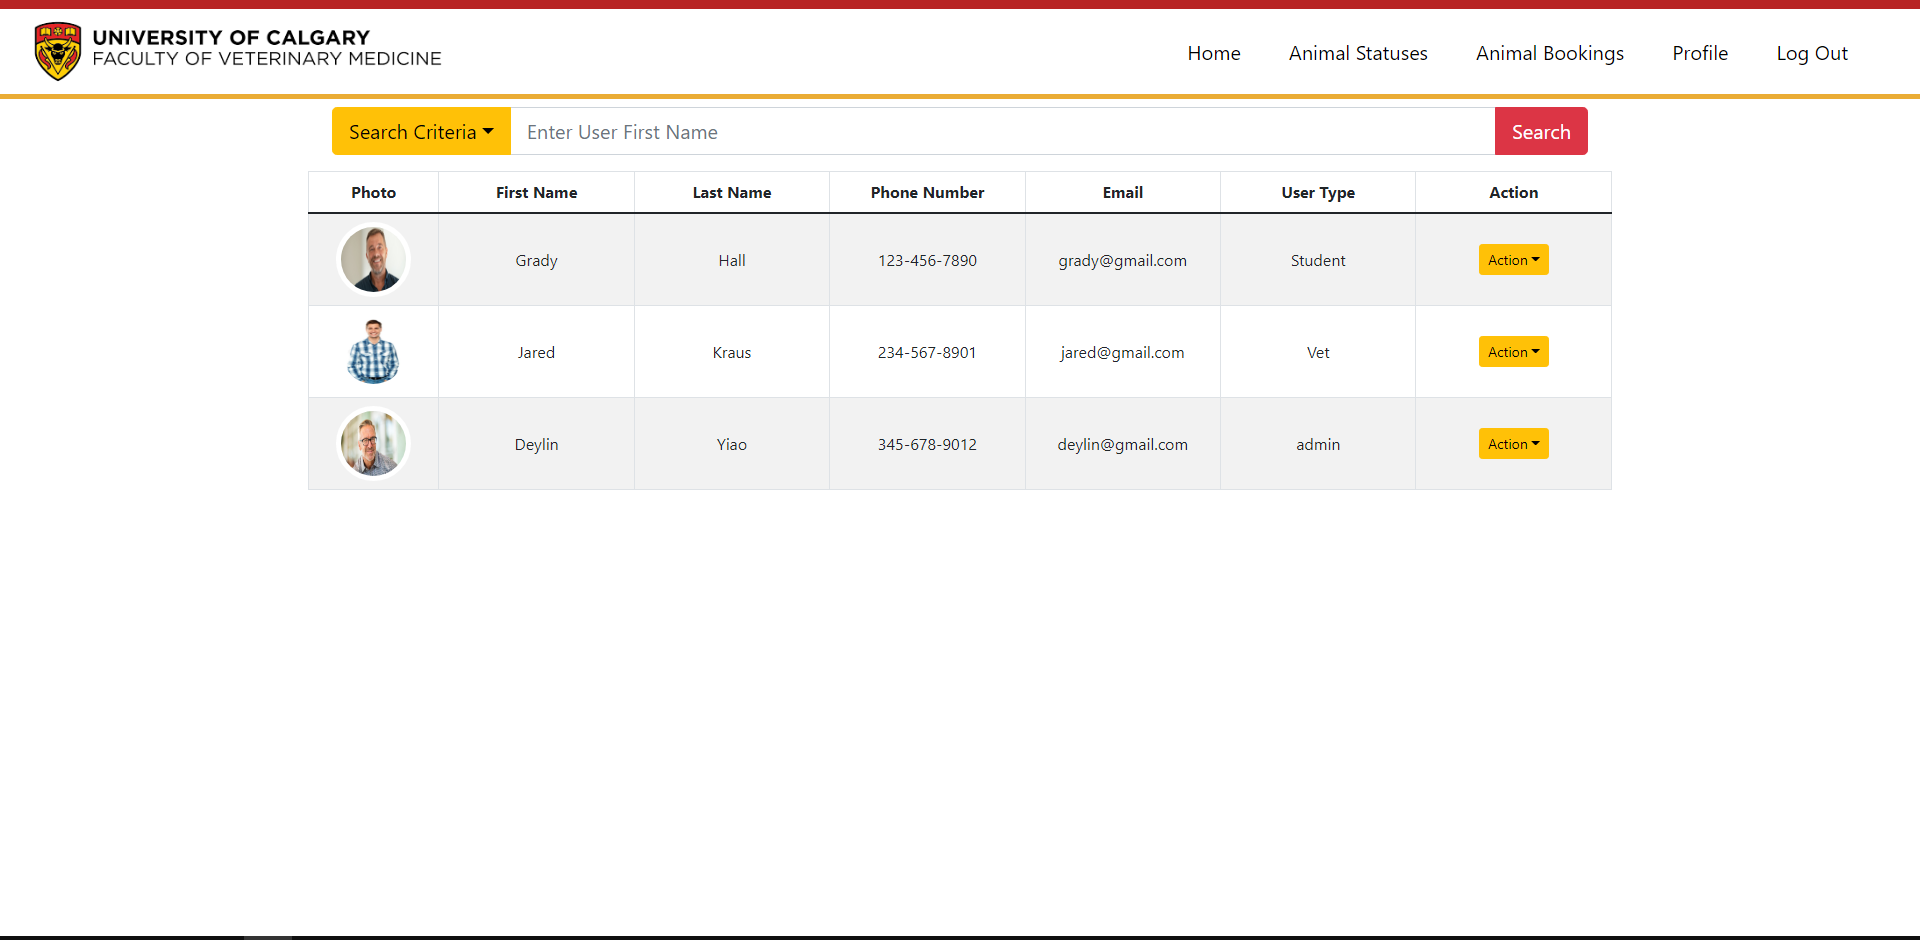 UNIVERSITY OF CALGARY
FACULTY OF VETERINARY MEDICINE
Home Animal Statuses Animal Bookings Profile Log Out
Search Criteria Enter User First Name Search
Photo First Name Last Name Phone Number Email User Type Action
Grady Hall 123-456-7890 grady@gmail.com Student Action
Jared Kraus 234-567-8901 jared@gmail.com Vet Action
Deylin Yiao 345-678-9012 deylin@gmail.com admin Action